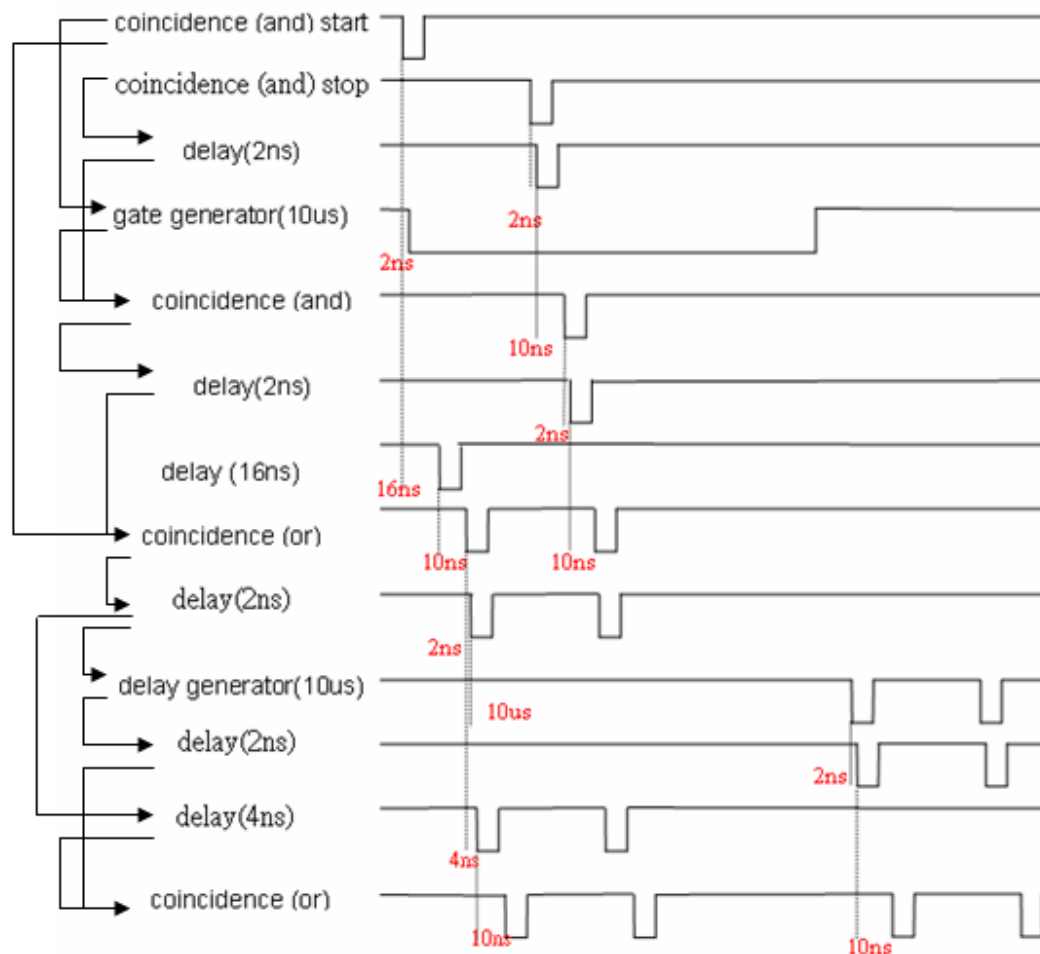 coincidence (and) start
coincidence (and) stop
delay(2ns)
2ns
gate generator(10us)
2ns
coincidence (and)
10ns
delay(2ns)
2ns
delay (16ns)
16ns
coincidence (or)
10ns
10ns
delay(2ns)
2ns
delay generator(10us)
10us
delay(2ns)
2ns
delay(4ns)
4ns
coincidence (or)
10ns
10ns